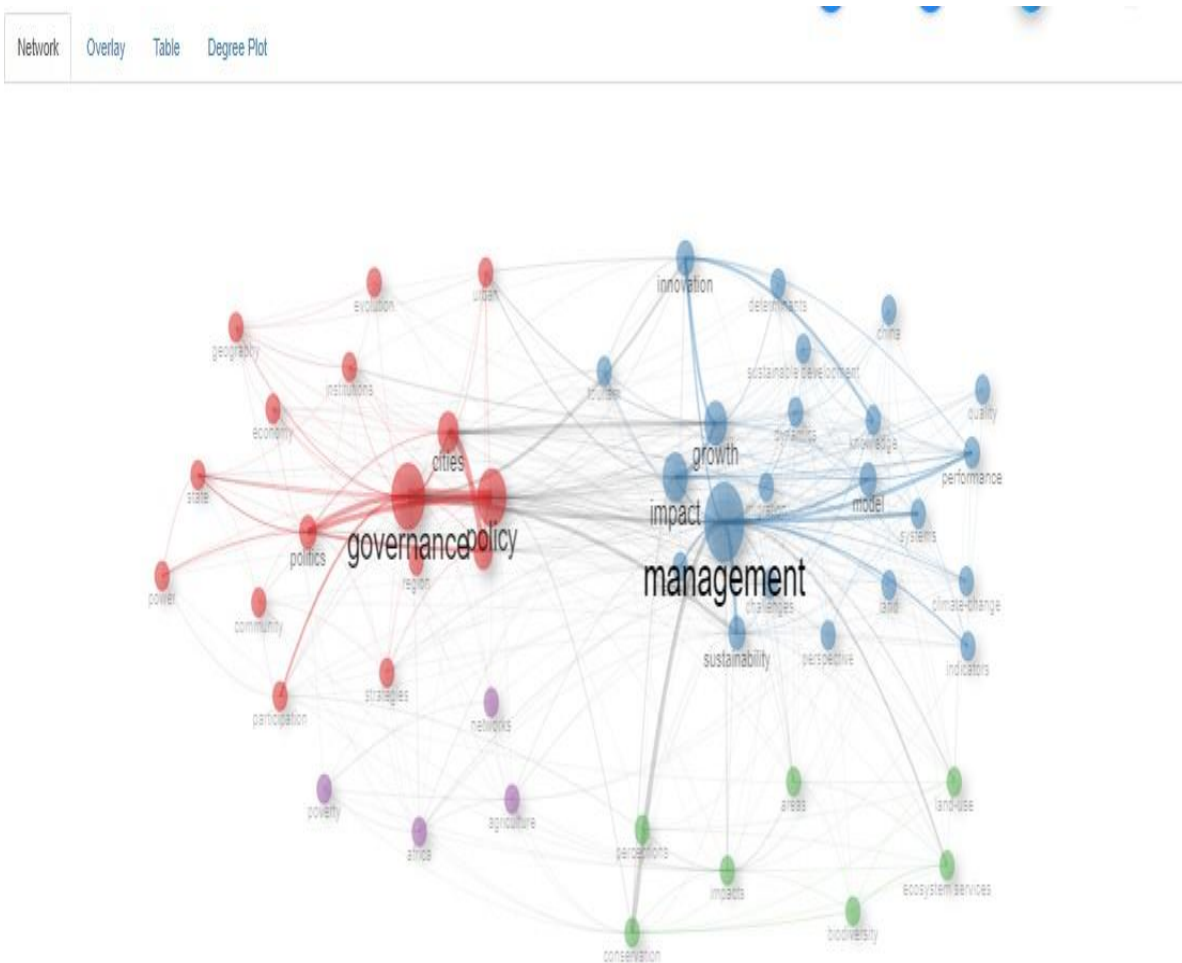 Network Overlay Table Degree Plot
innovation
urban
evolution
determinants
china
geography
sustainable development
institutions
tourism
quality
economy
dynamics
knowledge
cities
growth
performance
state
model
impact
systems
governance
policy
politics
region
management
power
challenges
land
climate-change
community
sustainability
perspective
indicators
strategies
participation
networks
poverty
agriculture
areas
land-use
africa
perceptions
impacts
ecosystem services
biodiversity
conservation